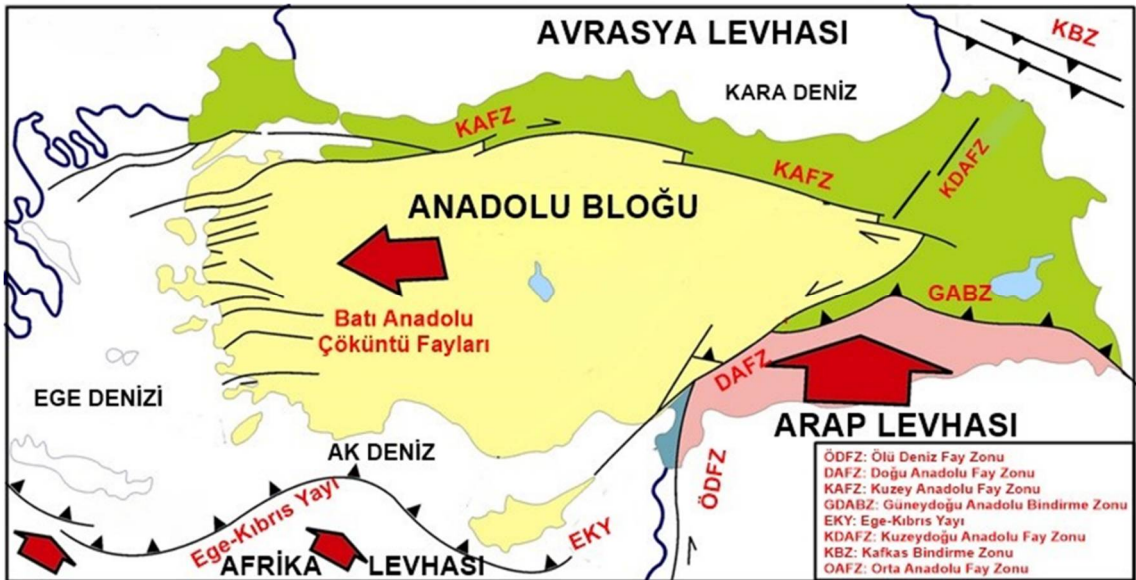 AVRASYA LEVHASI
KBZ
KARA DENİZ
KAFZ
KAFZ
KDAFZ
ANADOLU BLOĞU
GABZ
Batı Anadolu
Çöküntü Fayları
DAFZ
EGE DENİZİ
ARAP LEVHASI
AK DENİZ
ÖDFZ
Ege-Kıbrıs Yayı
EKY
AFRİKA LEVHASI
ÖDFZ: Ölü Deniz Fay Zonu
DAFZ: Doğu Anadolu Fay Zonu
KAFZ: Kuzey Anadolu Fay Zonu
GDABZ: Güneydoğu Anadolu Bindirme Zonu
EKY: Ege-Kıbrıs Yayı
KDAFZ: Kuzeydoğu Anadolu Fay Zonu
KBZ: Kafkas Bindirme Zonu
OAFZ: Orta Anadolu Fay Zonu